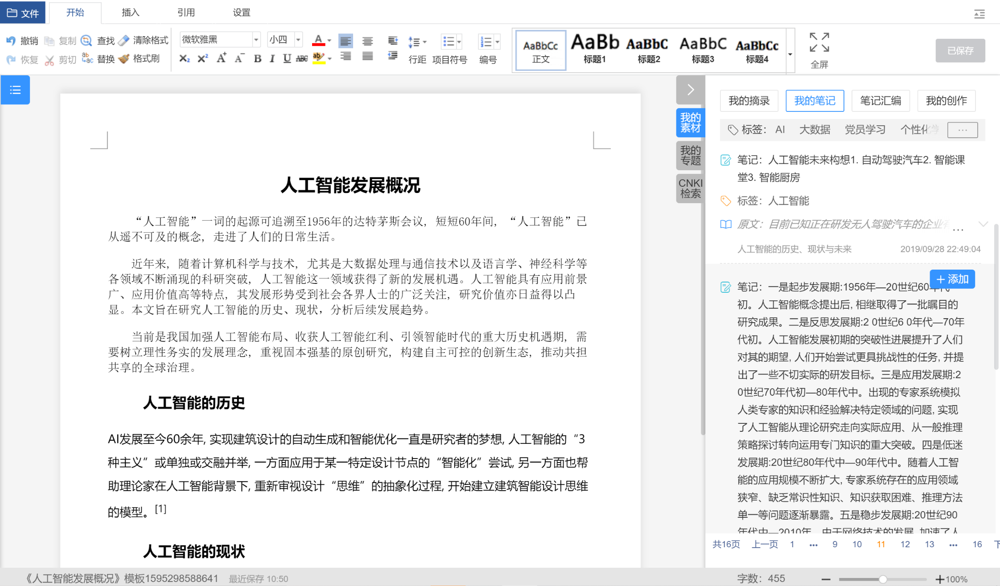 文件 开始 插入 引用 设置
撤销 复制 查找 清除格式 微软雅黑 小四
恢复 剪切 替换 格式刷
行距 项目符号 编号
AaBbCc AaBb AaBbC AaBbC AaBbCc
正文 标题1 标题2 标题3 标题4
全屏
已保存
我的
素材
我的
专题
CNKI
检索
人工智能发展概况
“人工智能”一词的起源可追溯至1956年的达特茅斯会议,短短60年间,“人工智能”已
从遥不可及的概念,走进了人们的日常生活。
近年来,随着计算机科学与技术,尤其是大数据处理与通信技术以及语言学、神经科学等
各领域不断涌现的科研突破,人工智能这一领域获得了新的发展机遇。人工智能具有应用前景
广、应用价值高等特点,其发展形势受到社会各界人士的广泛关注,研究价值亦日益得以凸
显。本文旨在研究人工智能的历史、现状，分析后续发展趋势。
当前是我国加强人工智能布局、收获人工智能红利、引领智能时代的重大历史机遇期,需
要树立理性务实的发展理念,重视固本强基的原创研究,构建自主可控的创新生态,推动共担
共享的全球治理。
人工智能的历史
AI发展至今60余年, 实现建筑设计的自动生成和智能优化一直是研究者的梦想, 人工智能的“3
种主义”或单独或交融并举, 一方面应用于某一特定设计节点的“智能化”尝试, 另一方面也帮
助理论家在人工智能背景下, 重新审视设计“思维”的抽象化过程, 开始建立建筑智能设计思维
的模型。[1]
人工智能的现状
我的摘录 我的笔记 笔记汇编 我的创作
标签： AI 大数据 党员学习 个性化学 ...
笔记：人工智能未来构想1. 自动驾驶汽车2. 智能课
堂3. 智能厨房
标签：人工智能
原文：目前已知正在研发无人驾驶汽车的企业有 ...
人工智能的历史、现状与未来 2019/09/28 22:49:04
+ 添加
笔记：一是起步发展期:1956年—20世纪60年代
初。人工智能概念提出后, 相继取得了一批瞩目的
研究成果。二是反思发展期:2 0世纪6 0年代—70年
代初。人工智能发展初期的突破性进展提升了人们
对其的期望, 人们开始尝试更具挑战性的任务, 并提
出了一些不切实际的研发目标。三是应用发展期:2
0世纪70年代初—80年代中。出现的专家系统模拟
人类专家的知识和经验解决特定领域的问题, 实现
了人工智能从理论研究走向实际应用、从一般推理
策略探讨转向运用专门知识的重大突破。四是低迷
发展期:20世纪80年代中—90年代中。随着人工智
能的应用规模不断扩大, 专家系统存在的应用领域
狭窄、缺乏常识性知识、知识获取困难、推理方法
单一等问题逐渐暴露。五是稳步发展期:20世纪90
年代中—2010年。由于网络技术的发展, 加速了人
共16页 上一页 1 ... 9 10 11 12 13 ... 16
《人工智能发展概况》模板1595298588641 最近保存 10:50
字数：455 100%